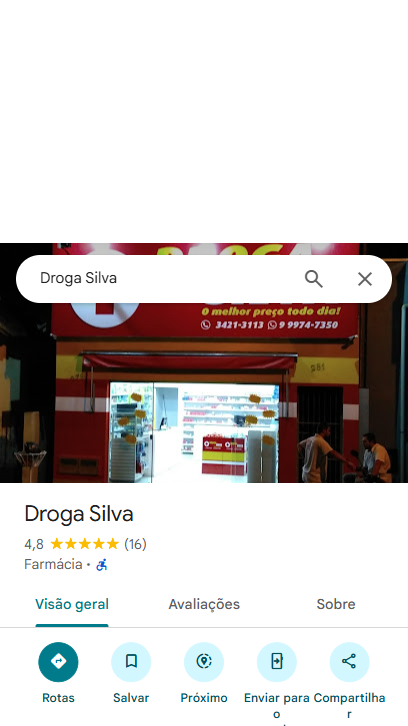 Droga Silva
O melhor preço todo dia!
3421-3113 9 9974-7350
Droga Silva
4,8 (16)
Farmácia ·
Visão geral Avaliações Sobre
Rotas Salvar Próximo Enviar para o Compartilhar